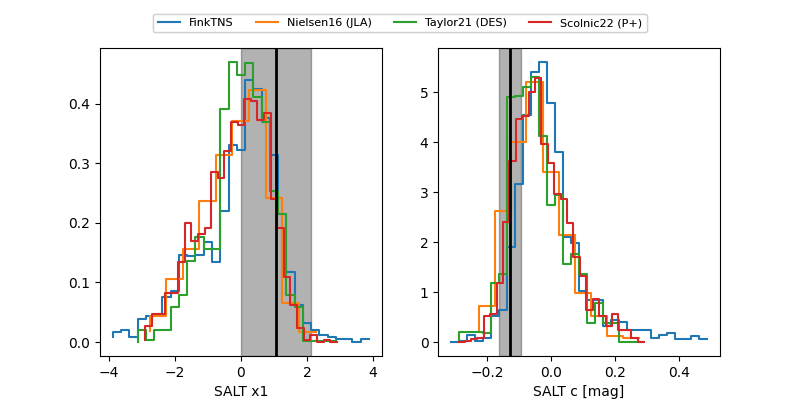 FinkTNS Nielsen16 (JLA) Taylor21 (DES) Scolnic22 (P+)
0.4
0.3
0.2
0.1
0.0
−4 −2 0 2 4
SALT x1
5
4
3
2
1
0
−0.2 0.0 0.2 0.4
SALT c [mag]